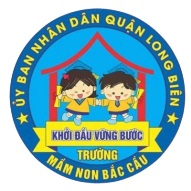 ỦY BAN NHÂN DÂN QUẬN LONG BIÊN
KHỞI ĐẦU VỮNG BƯỚC
TRƯỜNG
MẦM NON BẮC CẦU